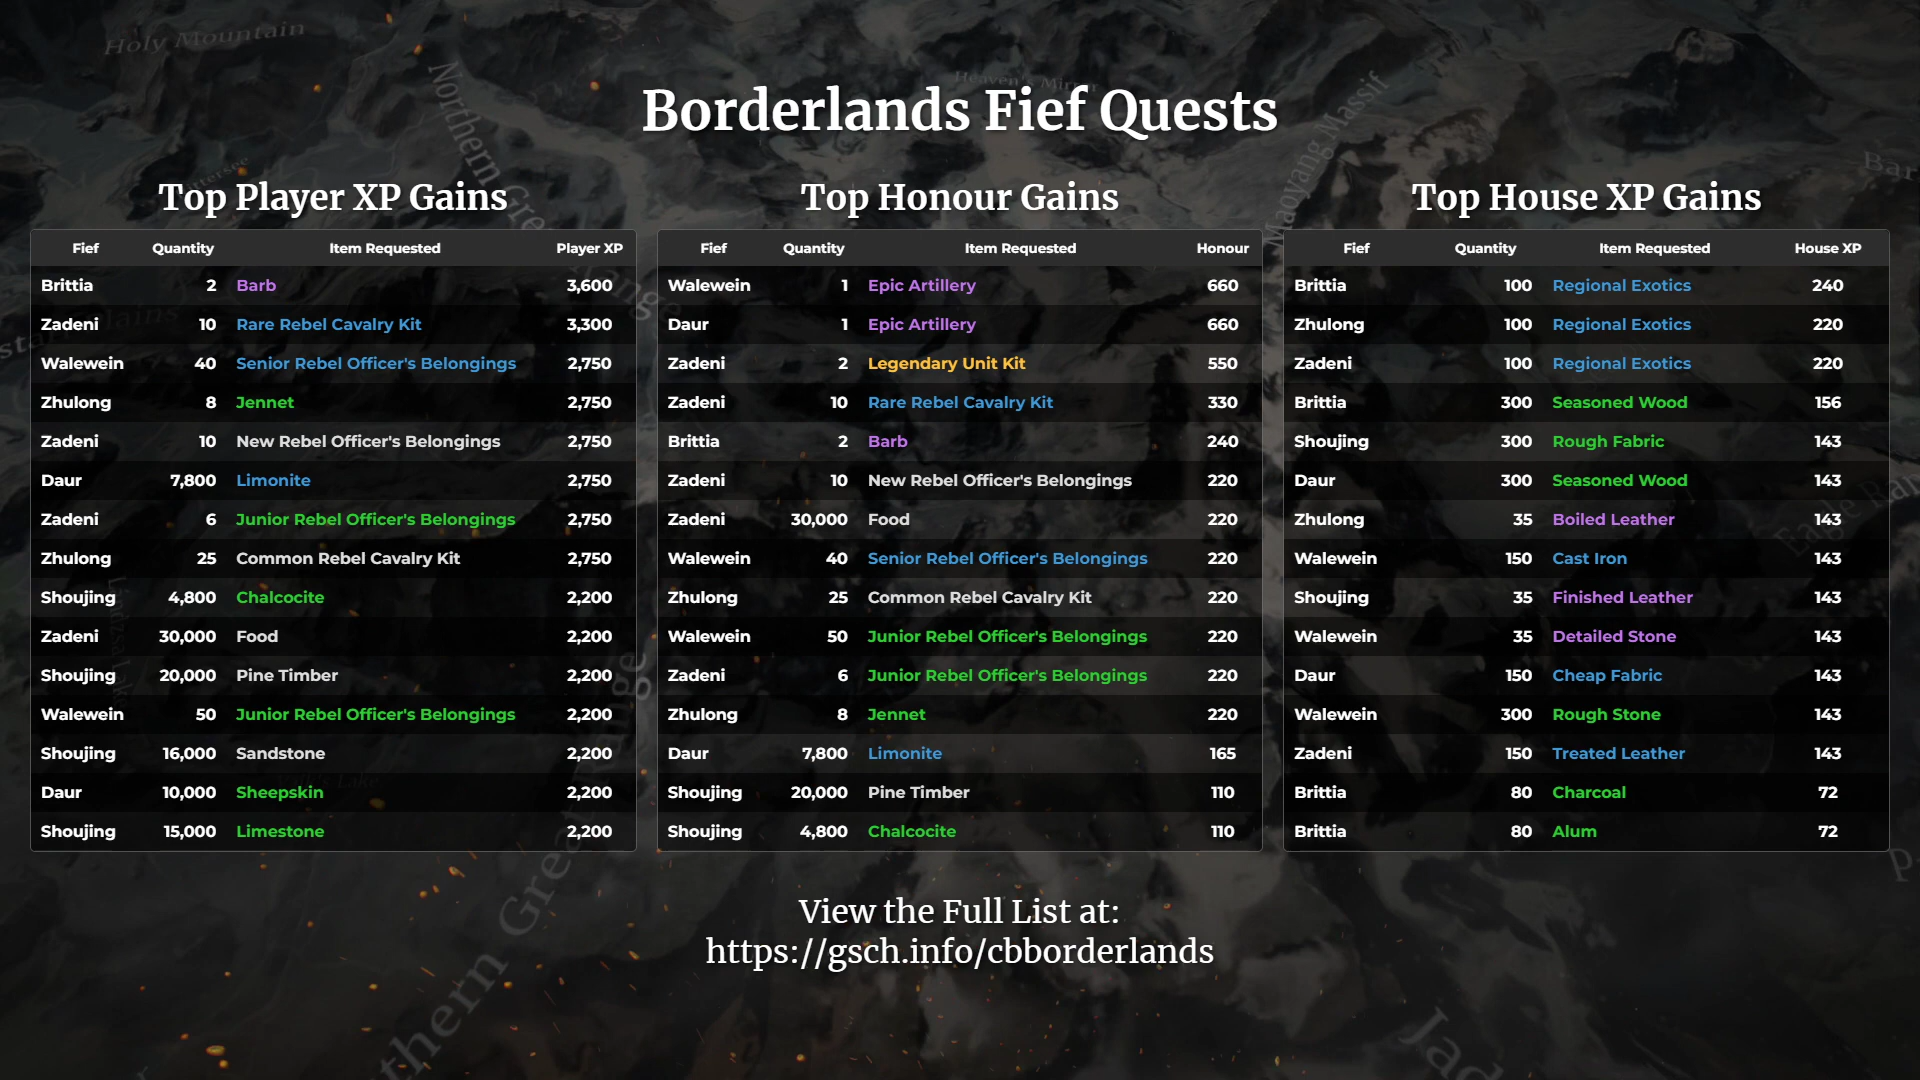 Holy Mountain
Heaven's
Northern Gre
Maoyang Massif
Borderlands Fief Quests
Top Player XP Gains
Fief Quantity Item Requested Player XP
Brittia 2 Barb 3,600
Zadeni 10 Rare Rebel Cavalry Kit 3,300
Walewein 40 Senior Rebel Officer's Belongings 2,750
Zhulong 8 Jennet 2,750
Zadeni 10 New Rebel Officer's Belongings 2,750
Daur 7,800 Limonite 2,750
Zadeni 6 Junior Rebel Officer's Belongings 2,750
Zhulong 25 Common Rebel Cavalry Kit 2,750
Shoujing 4,800 Chalcocite 2,200
Zadeni 30,000 Food 2,200
Shoujing 20,000 Pine Timber 2,200
Walewein 50 Junior Rebel Officer's Belongings 2,200
Shoujing 16,000 Sandstone 2,200
Daur 10,000 Sheepskin 2,200
Shoujing 15,000 Limestone 2,200
Top Honour Gains
Fief Quantity Item Requested Honour
Walewein 1 Epic Artillery 660
Daur 1 Epic Artillery 660
Zadeni 2 Legendary Unit Kit 550
Zadeni 10 Rare Rebel Cavalry Kit 330
Brittia 2 Barb 240
Zadeni 10 New Rebel Officer's Belongings 220
Zadeni 30,000 Food 220
Walewein 40 Senior Rebel Officer's Belongings 220
Zhulong 25 Common Rebel Cavalry Kit 220
Walewein 50 Junior Rebel Officer's Belongings 220
Zadeni 6 Junior Rebel Officer's Belongings 220
Zhulong 8 Jennet 220
Daur 7,800 Limonite 165
Shoujing 20,000 Pine Timber 110
Shoujing 4,800 Chalcocite 110
Top House XP Gains
Fief Quantity Item Requested House XP
Brittia 100 Regional Exotics 240
Zhulong 100 Regional Exotics 220
Zadeni 100 Regional Exotics 220
Brittia 300 Seasoned Wood 156
Shoujing 300 Rough Fabric 143
Daur 300 Seasoned Wood 143
Zhulong 35 Boiled Leather 143
Walewein 150 Cast Iron 143
Shoujing 35 Finished Leather 143
Walewein 35 Detailed Stone 143
Daur 150 Cheap Fabric 143
Walewein 300 Rough Stone 143
Zadeni 150 Treated Leather 143
Brittia 80 Charcoal 72
Brittia 80 Alum 72
View the Full List at:
https://gsch.info/cbborderlands
thern Great
Jad